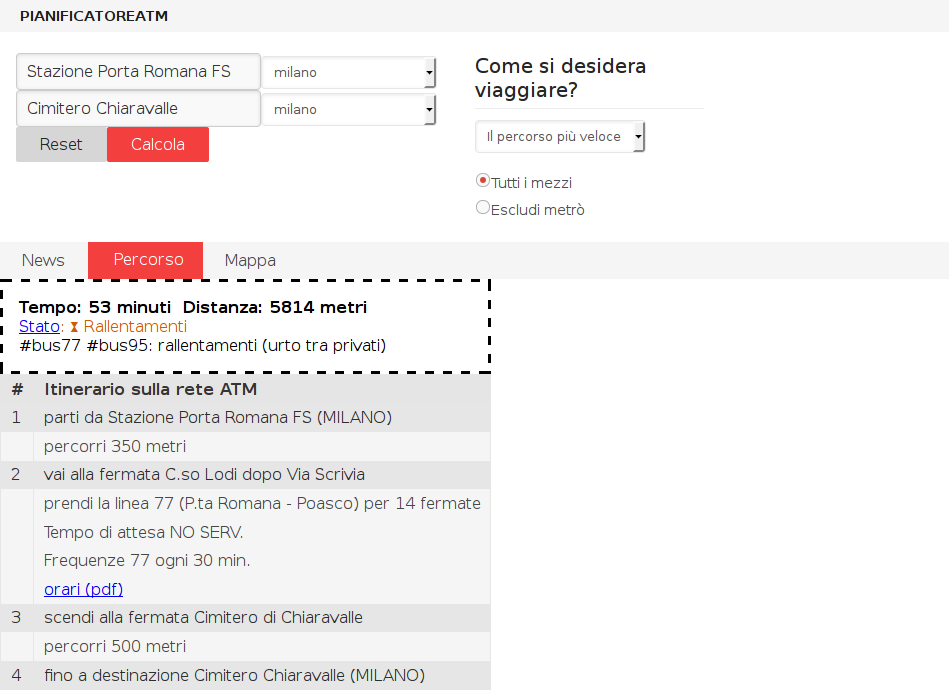 PIANIFICATOREATM
Stazione Porta Romana FS milano
Cimitero Chiaravalle milano
Reset Calcola
Come si desidera
viaggiare?
Il percorso più veloce
Tutti i mezzi
Escludi metrò
News Percorso Mappa
Tempo: 53 minuti Distanza: 5814 metri
Stato: Rallentamenti
#bus77 #bus95: rallentamenti (urto tra privati)
# Itinerario sulla rete ATM
1 parti da Stazione Porta Romana FS (MILANO)
percorri 350 metri
2 vai alla fermata C.so Lodi dopo Via Scrivia
prendi la linea 77 (P.ta Romana - Poasco) per 14 fermate
Tempo di attesa NO SERV.
Frequenze 77 ogni 30 min.
orari (pdf)
3 scendi alla fermata Cimitero di Chiaravalle
percorri 500 metri
4 fino a destinazione Cimitero Chiaravalle (MILANO)